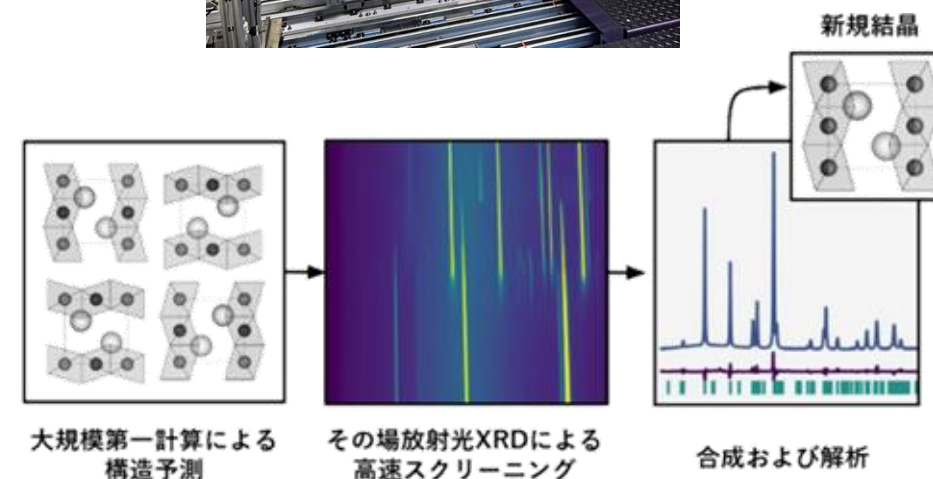 新規結晶
大規模第一計算による
構造予測
その場放射光XRDによる
高速スクリーニング
合成および解析